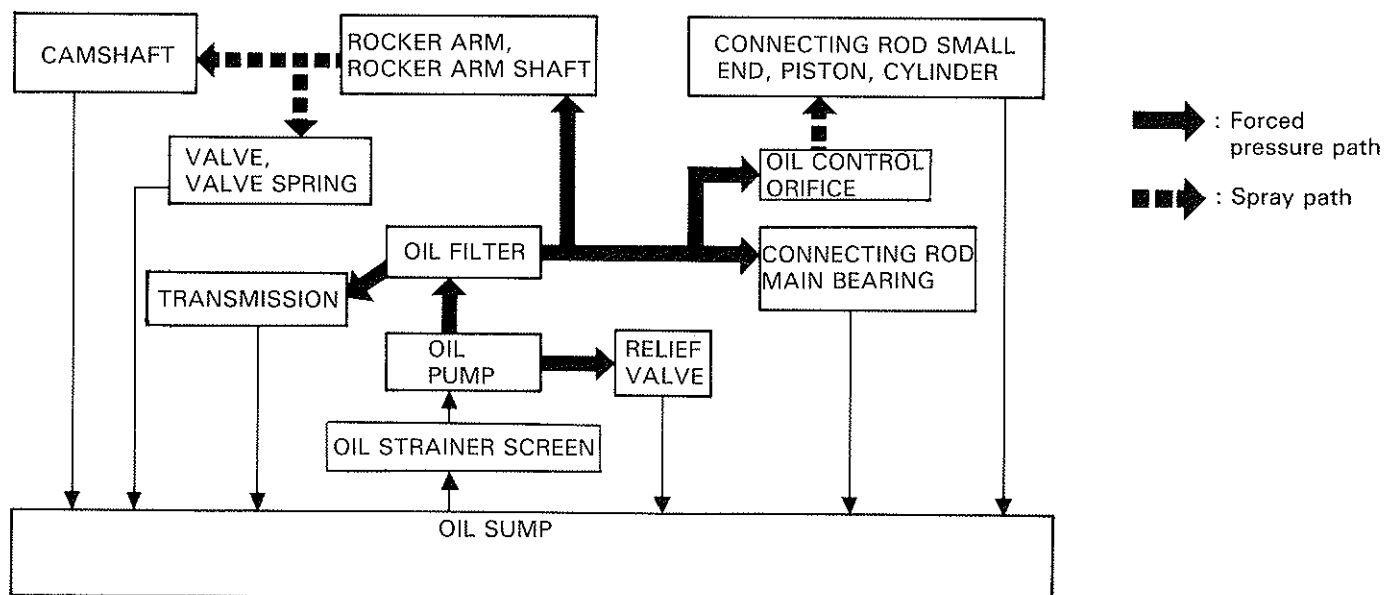 CAMSHAFT
ROCKER ARM,
ROCKER ARM SHAFT
CONNECTING ROD SMALL
END, PISTON, CYLINDER
: Forced
pressure path
: Spray path
VALVE,
VALVE SPRING
OIL CONTROL
ORIFICE
OIL FILTER
CONNECTING ROD
MAIN BEARING
TRANSMISSION
OIL
PUMP
RELIEF
VALVE
OIL STRAINER SCREEN
OIL SUMP